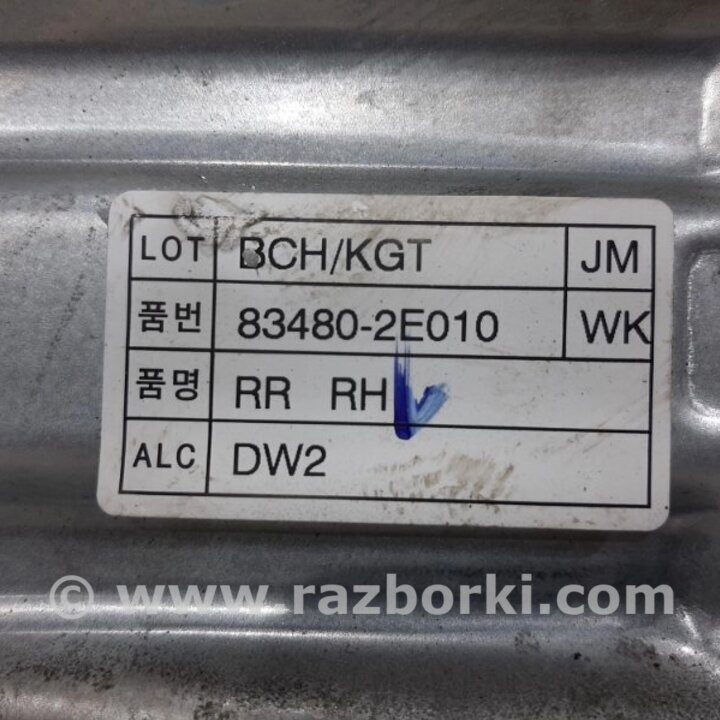 LOT BCH/KGT JM
품번 83480-2E010 WK
품명 RR RH
ALC DW2
© www.razborki.com